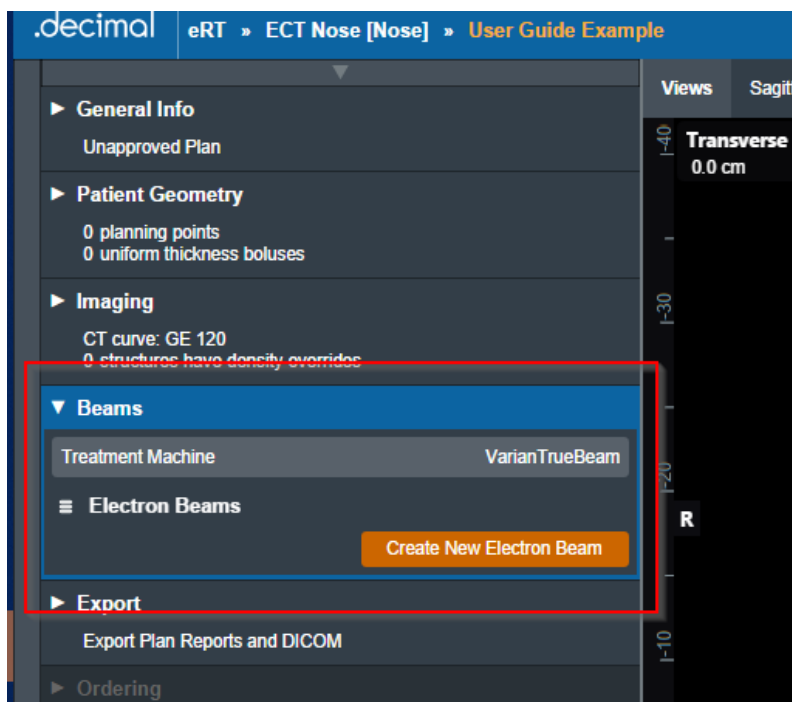 .decimal eRT » ECT Nose [Nose] » User Guide Example
General Info
Unapproved Plan
Patient Geometry
0 planning points
0 uniform thickness boluses
Imaging
CT curve: GE 120
0 structures have density overrides
Beams
Treatment Machine VarianTrueBeam
Electron Beams
Create New Electron Beam
Export
Export Plan Reports and DICOM
Ordering
Views Sagitt
Transverse
0.0 cm
-40
-30
-20
R
-10